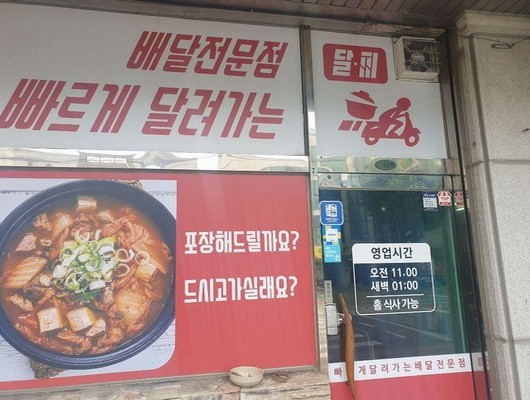 배달전문점
빠르게 달려가는
포장해드릴까요?
드시고가실래요?
영업시간
오전 11.00
새벽 01:00
홀 식사 가능
빠르게달려가는배달전문점